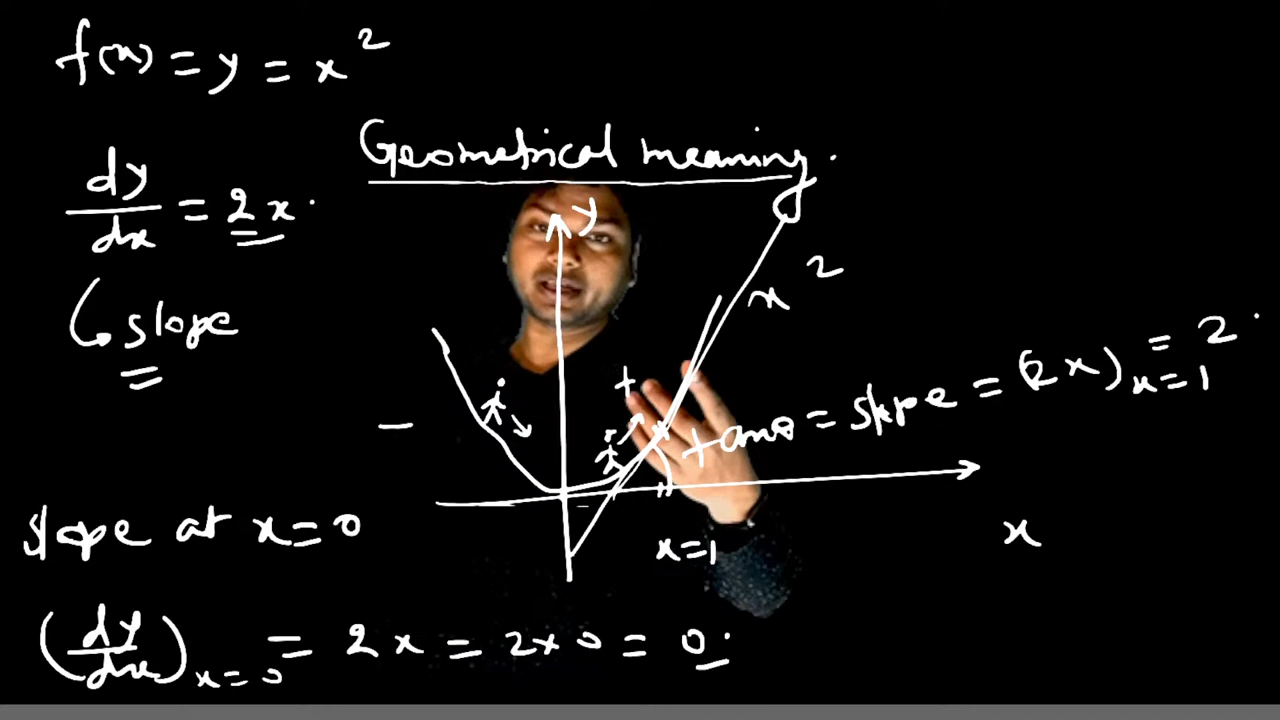 f(x) = y = x²
Geometrical meaning.
dy/dx = 2x.
slope
y
x²
+
−
tanθ = slope = (2x)x=1 = 2.
slope at x=0
x=1
x
(dy/dx)x=0 = 2x = 2×0 = 0.